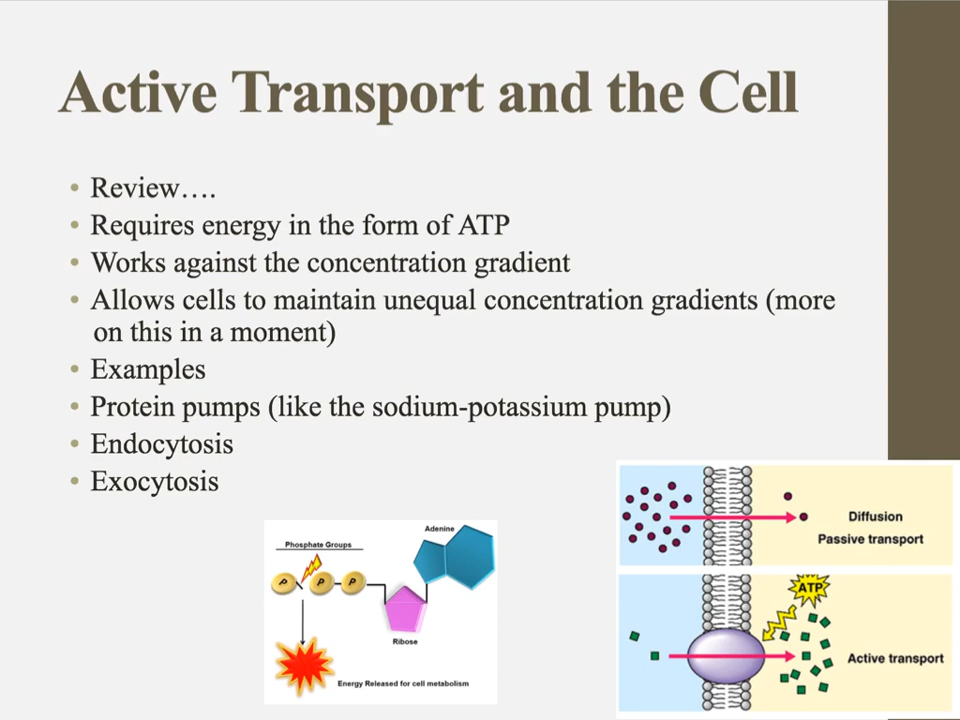 Active Transport and the Cell
• Review….
• Requires energy in the form of ATP
• Works against the concentration gradient
• Allows cells to maintain unequal concentration gradients (more
on this in a moment)
• Examples
• Protein pumps (like the sodium-potassium pump)
• Endocytosis
• Exocytosis
Adenine
Phosphate Groups
P P P
Ribose
Energy Released for cell metabolism
Diffusion
Passive transport
ATP
Active transport